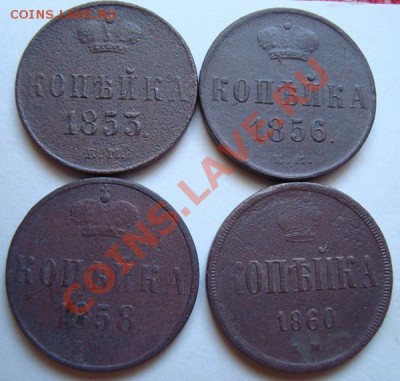 COINS.LAVE.RU
КОПѢЙКА
1853.
Е.М.
КОПѢЙКА
1856.
Е.М.
COINS.LAVE.RU
КОПѢЙКА
1858
КОПѢЙКА
1860